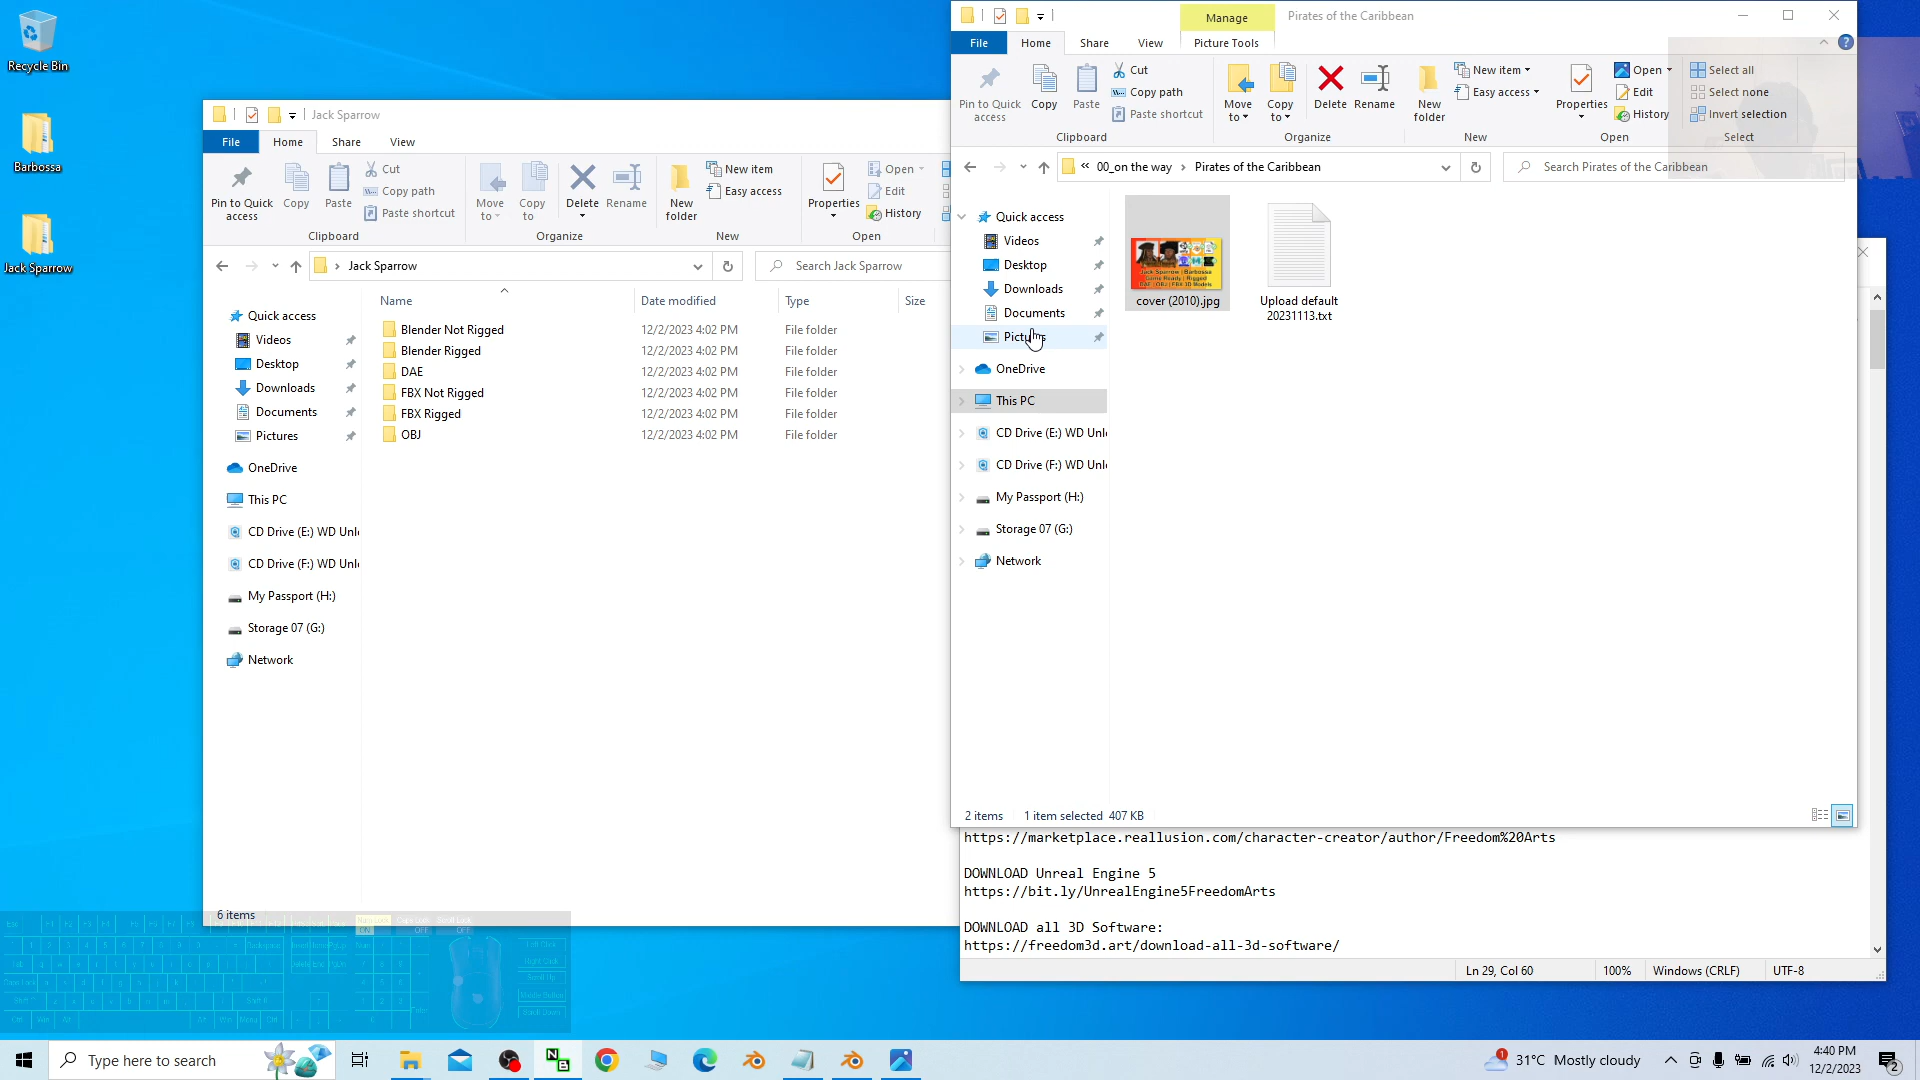 Recycle Bin
Barbossa
Jack Sparrow
Jack Sparrow
File
Home
Share
View
Pin to Quick access
Copy
Paste
Cut
Copy path
Paste shortcut
Clipboard
Move to
Copy to
Delete
Rename
Organize
New folder
New item
Easy access
New
Properties
Open
Edit
History
Open
Jack Sparrow
Search Jack Sparrow
Quick access
Videos
Desktop
Downloads
Documents
Pictures
OneDrive
This PC
CD Drive (E:) WD Unl
CD Drive (F:) WD Unl
My Passport (H:)
Storage 07 (G:)
Network
Name Date modified Type Size
Blender Not Rigged 12/2/2023 4:02 PM File folder
Blender Rigged 12/2/2023 4:02 PM File folder
DAE 12/2/2023 4:02 PM File folder
FBX Not Rigged 12/2/2023 4:02 PM File folder
FBX Rigged 12/2/2023 4:02 PM File folder
OBJ 12/2/2023 4:02 PM File folder
6 items
Manage
Pirates of the Caribbean
File
Home
Share
View
Picture Tools
Pin to Quick access
Copy
Paste
Cut
Copy path
Paste shortcut
Clipboard
Move to
Copy to
Delete
Rename
Organize
New folder
New item
Easy access
New
Properties
Open
Edit
History
Open
Select all
Select none
Invert selection
Select
« 00_on the way › Pirates of the Caribbean
Search Pirates of the Caribbean
Quick access
Videos
Desktop
Downloads
Documents
OneDrive
This PC
CD Drive (E:) WD Unl
CD Drive (F:) WD Unl
My Passport (H:)
Storage 07 (G:)
Network
Jack Sparrow | Barbossa
Game Ready | Rigged
DAE | OBJ | FBX 3D Models
cover (2010).jpg
Upload default 20231113.txt
2 items 1 item selected 407 KB
https://marketplace.reallusion.com/character-creator/author/Freedom%20Arts
DOWNLOAD Unreal Engine 5
https://bit.ly/UnrealEngine5FreedomArts
DOWNLOAD all 3D Software:
https://freedom3d.art/download-all-3d-software/
Ln 29, Col 60 100% Windows (CRLF) UTF-8
Type here to search
31°C Mostly cloudy
4:40 PM
12/2/2023